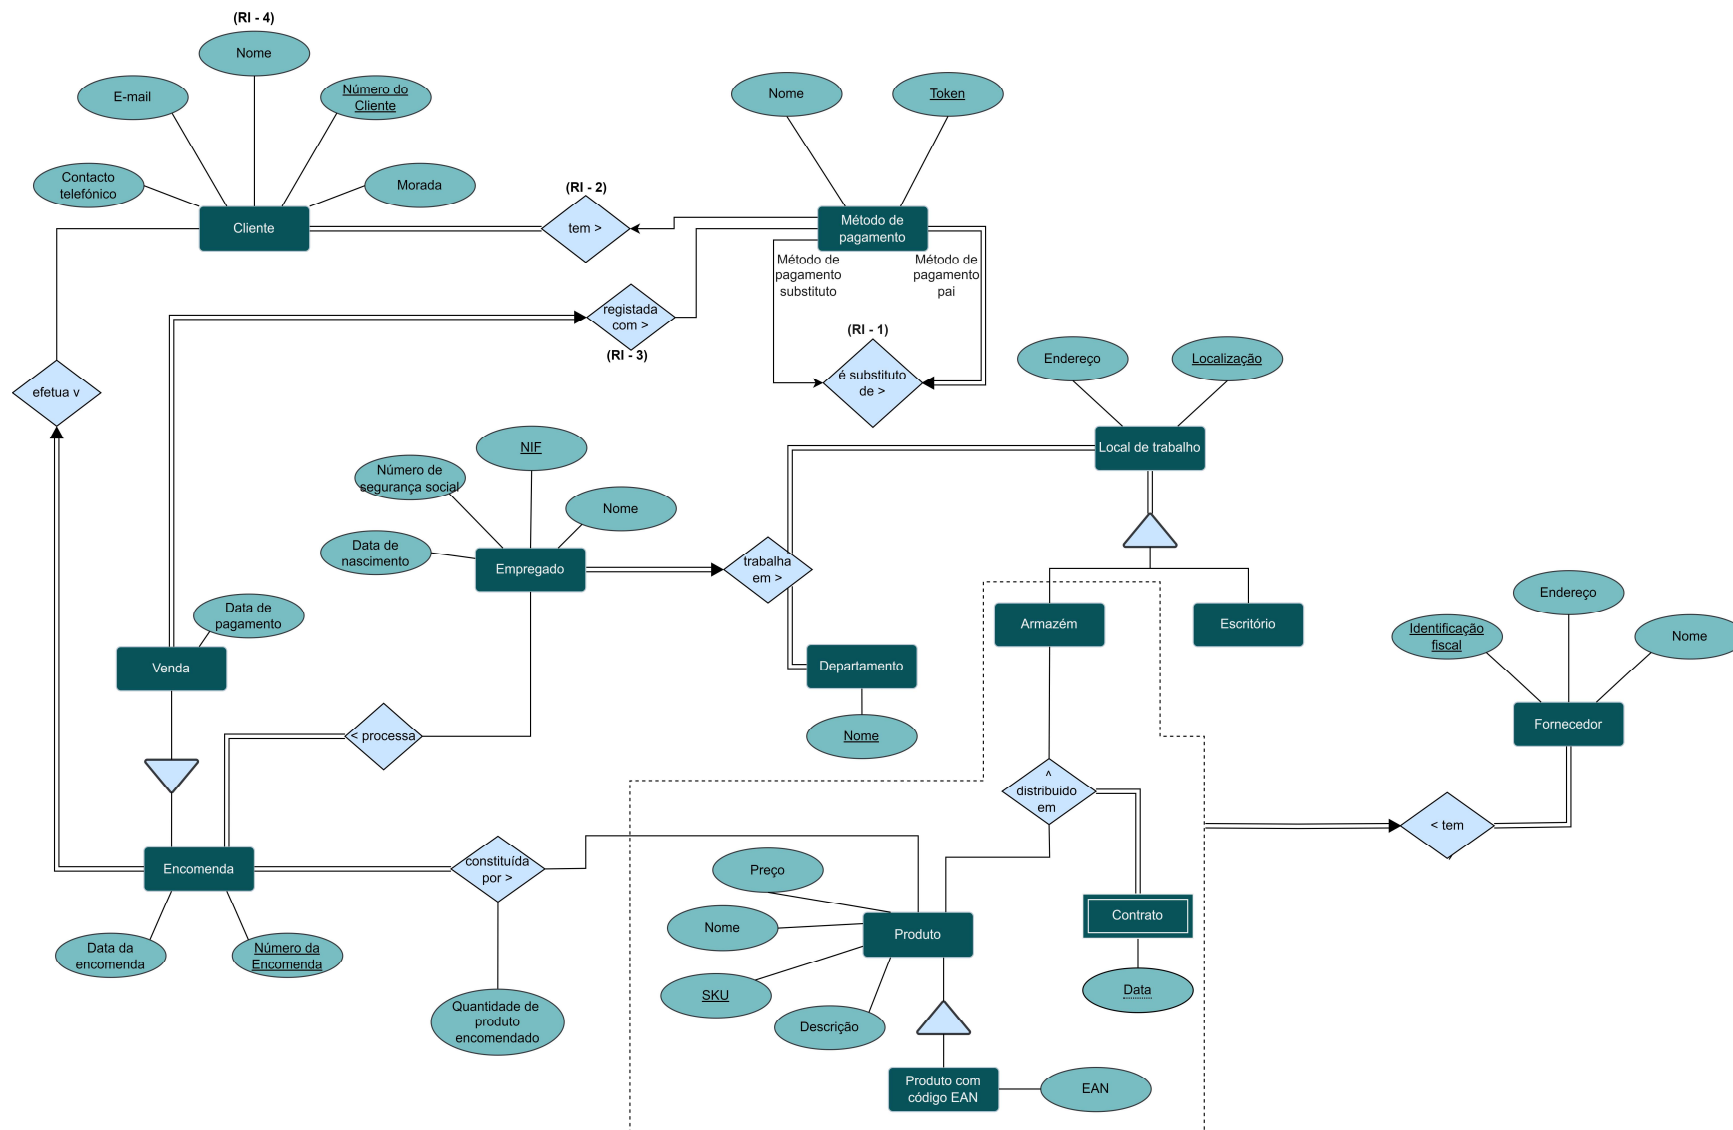 (RI - 4)
Nome
E-mail
Número do
Cliente
Contacto
telefónico
Morada
Cliente
Nome
Token
(RI - 2)
tem >
Método de
pagamento
Método de
pagamento
substituto
Método de
pagamento
pai
registada
com >
(RI - 3)
(RI - 1)
é substituto
de >
efetua v
Endereço
Localização
Local de trabalho
NIF
Número de
segurança social
Nome
Data de
nascimento
Empregado
trabalha
em >
Data de
pagamento
Venda
Armazém
Escritório
Departamento
Nome
Endereço
Identificação
fiscal
Nome
Fornecedor
< processa
^
distribuido
em
< tem
Encomenda
constituída
por >
Data da
encomenda
Número da
Encomenda
Quantidade de
produto
encomendado
Preço
Nome
SKU
Descrição
Produto
Contrato
Data
Produto com
código EAN
EAN